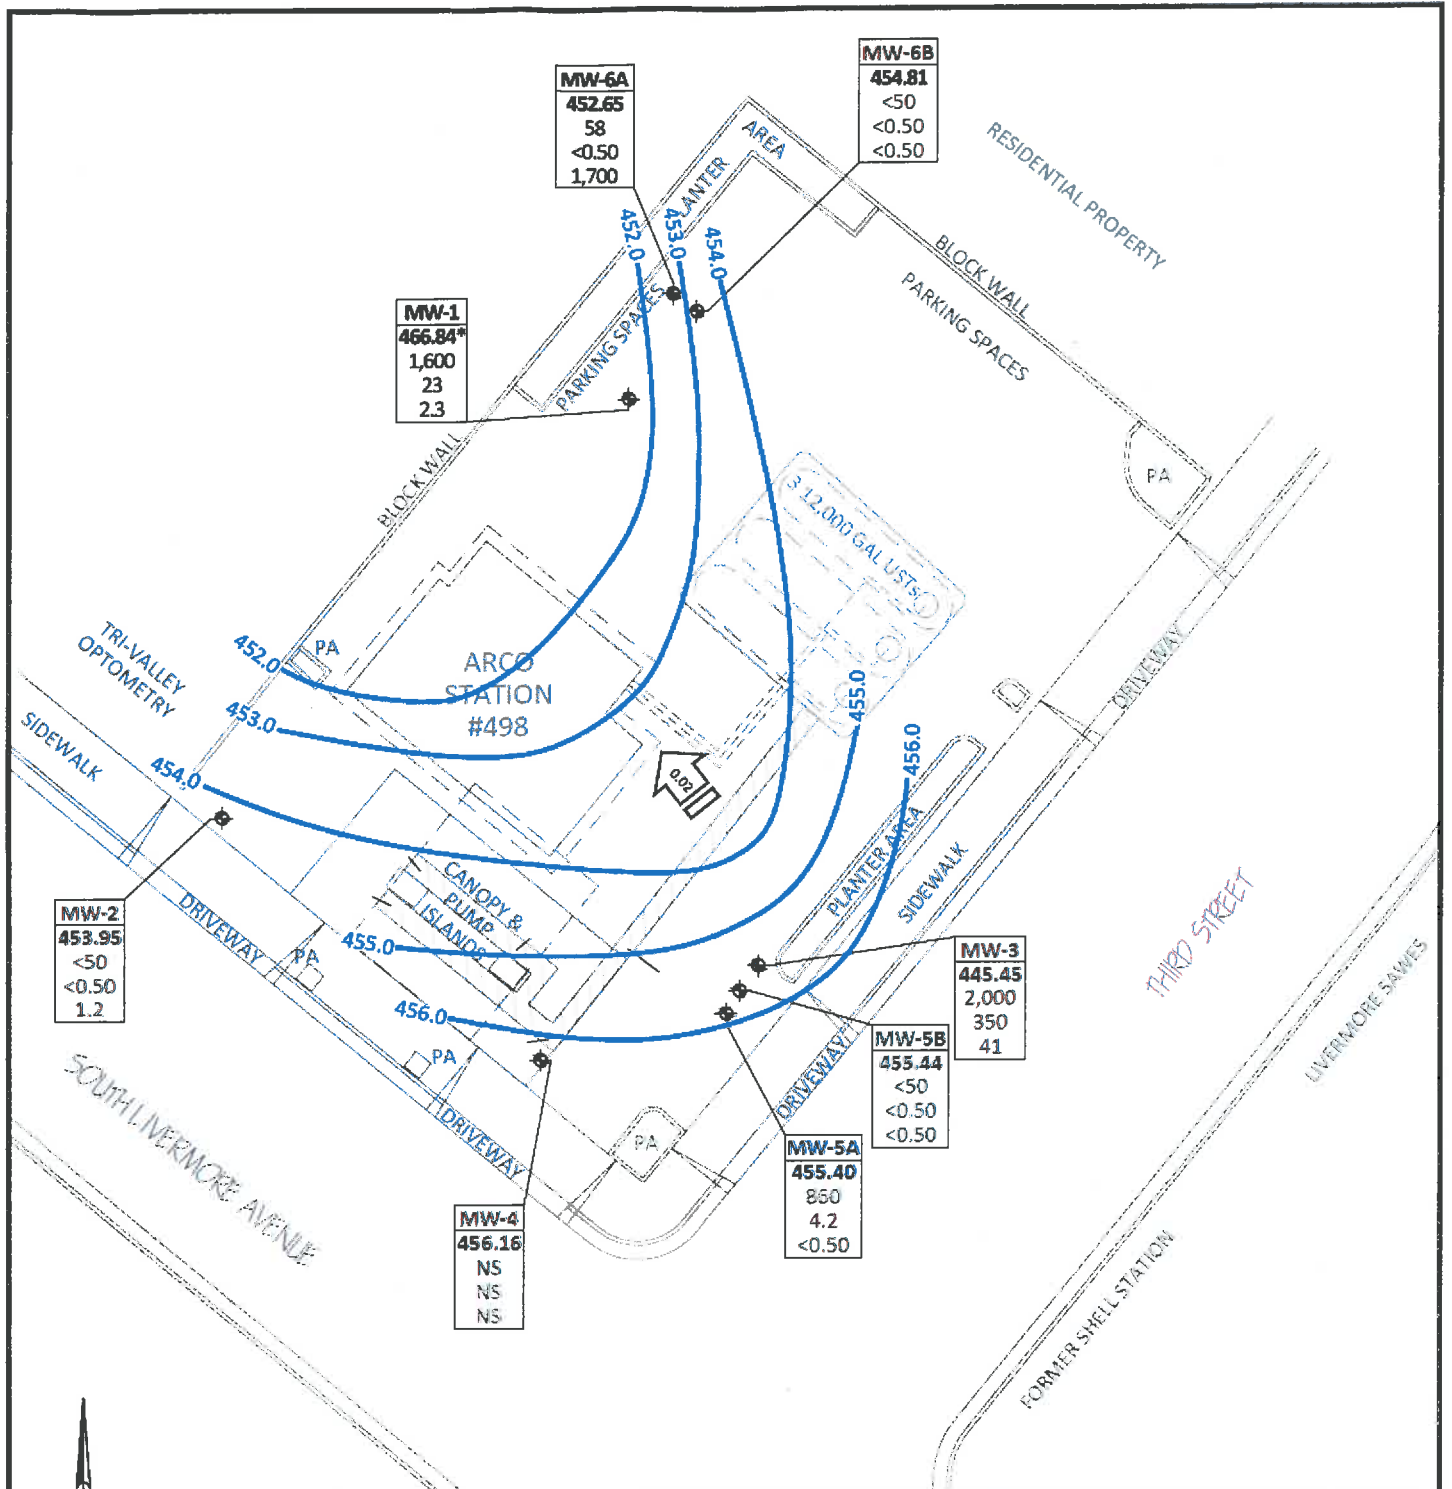 MW-6A
452.65
58
<0.50
1,700
MW-6B
454.81
<50
<0.50
<0.50
RESIDENTIAL PROPERTY
AREA
PLANTER
BLOCK WALL
PARKING SPACES
452.0
453.0
454.0
PARKING SPACES
MW-1
466.84*
1,600
23
2.3
BLOCK WALL
PA
3 12,000 GAL USTs
TRI-VALLEY
OPTOMETRY
SIDEWALK
PA
452.0
453.0
454.0
ARCO
STATION
#498
0.02
455.0
456.0
DRIVEWAY
PLANTER AREA
SIDEWALK
THIRD STREET
LIVERMORE SAWES
MW-2
453.95
<50
<0.50
1.2
DRIVEWAY
PA
CANOPY &
PUMP
ISLANDS
455.0
456.0
PA
DRIVEWAY
MW-3
445.45
2,000
350
41
MW-5B
455.44
<50
<0.50
<0.50
DRIVEWAY
MW-5A
455.40
860
4.2
<0.50
PA
MW-4
456.16
NS
NS
NS
SOUTH LIVERMORE AVENUE
FORMER SHELL STATION